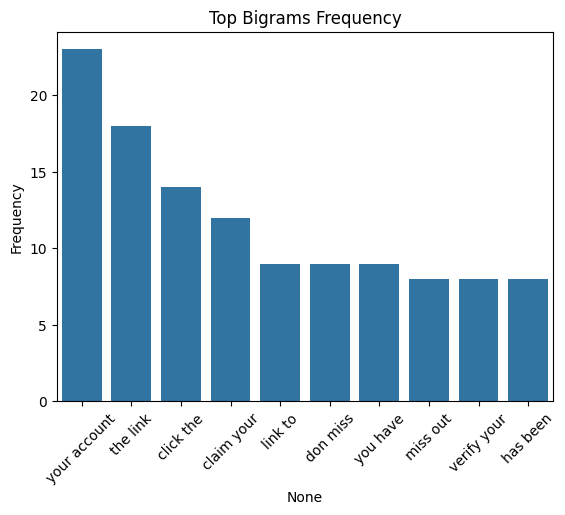 Top Bigrams Frequency
Frequency
20
15
10
5
0
your account
the link
click the
claim your
link to
don miss
you have
miss out
verify your
has been
None